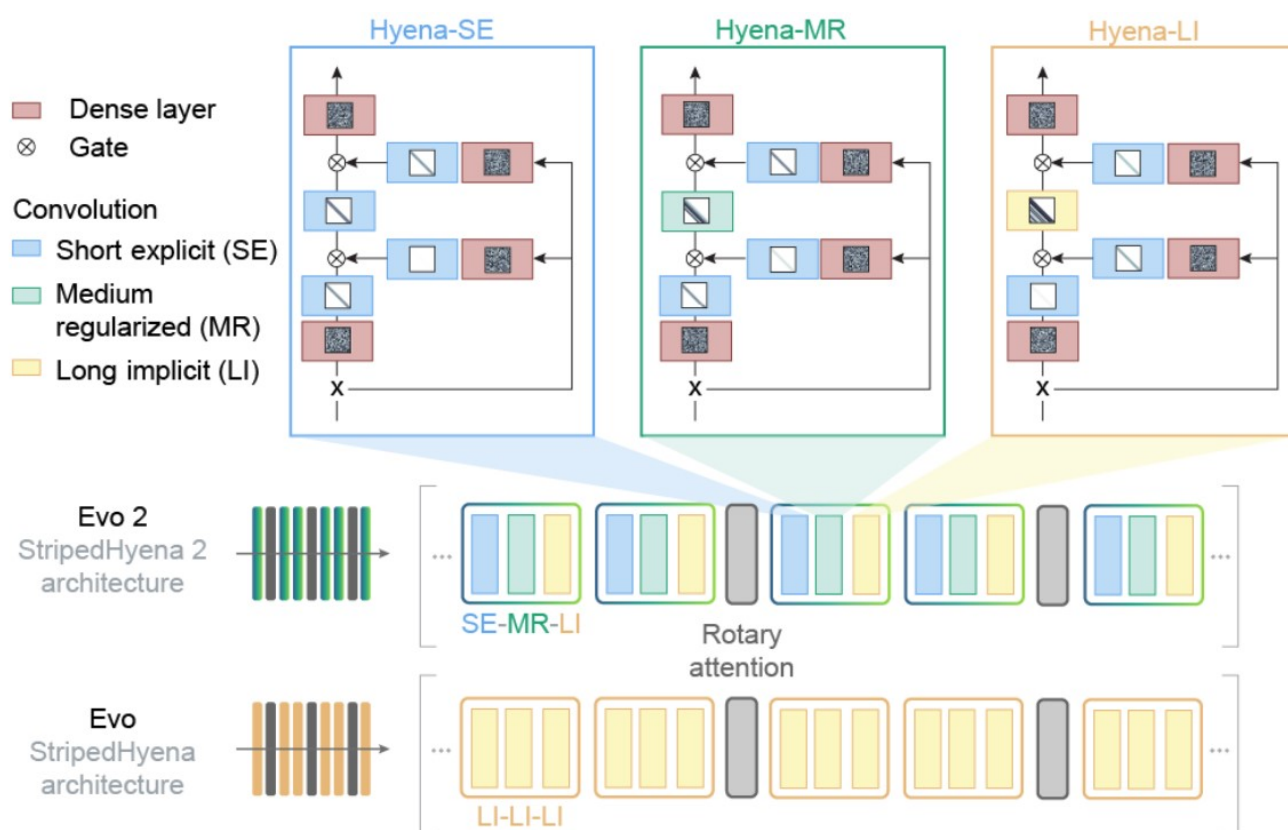 Hyena-SE
Hyena-MR
Hyena-LI
Dense layer
Gate
Convolution
Short explicit (SE)
Medium
regularized (MR)
Long implicit (LI)
x
x
x
Evo 2
StripedHyena 2
architecture
...
...
SE-MR-LI
Rotary
attention
Evo
StripedHyena
architecture
...
...
LI-LI-LI